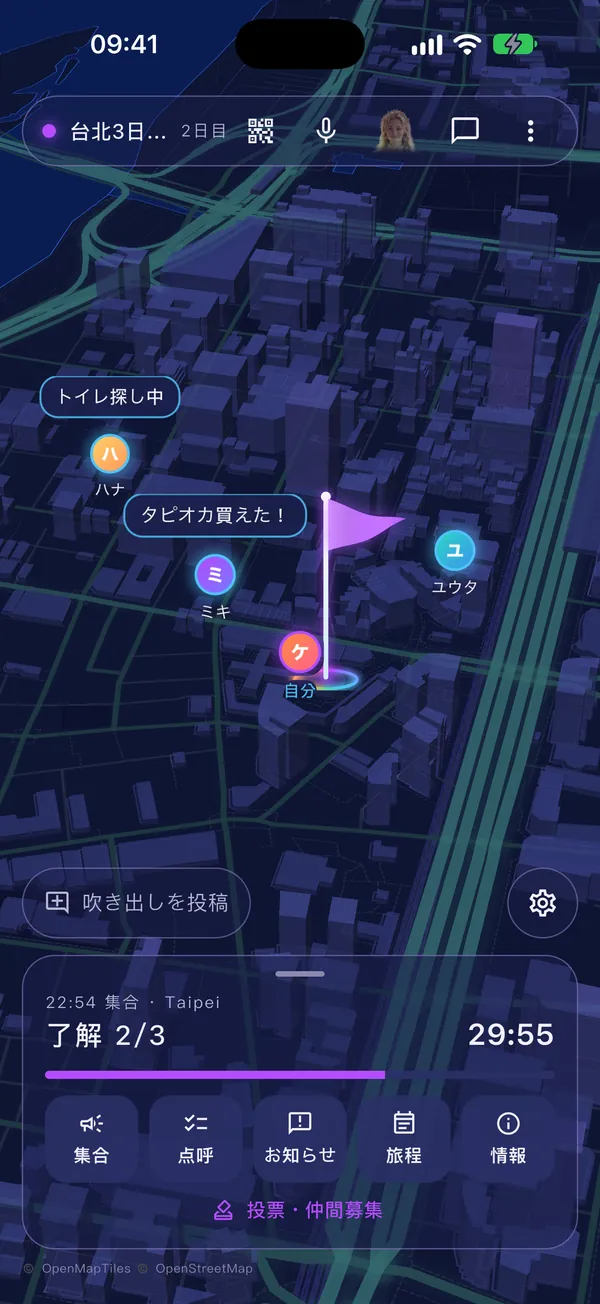 09:41
台北3日... 2日目
トイレ探し中
ハ
ハナ
タピオカ買えた！
ユ
ユウタ
ミ
ミキ
ケ
自分
吹き出しを投稿
22:54 集合 · Taipei
了解 2/3
29:55
集合 点呼 お知らせ 旅程 情報
投票・仲間募集
© OpenMapTiles © OpenStreetMap